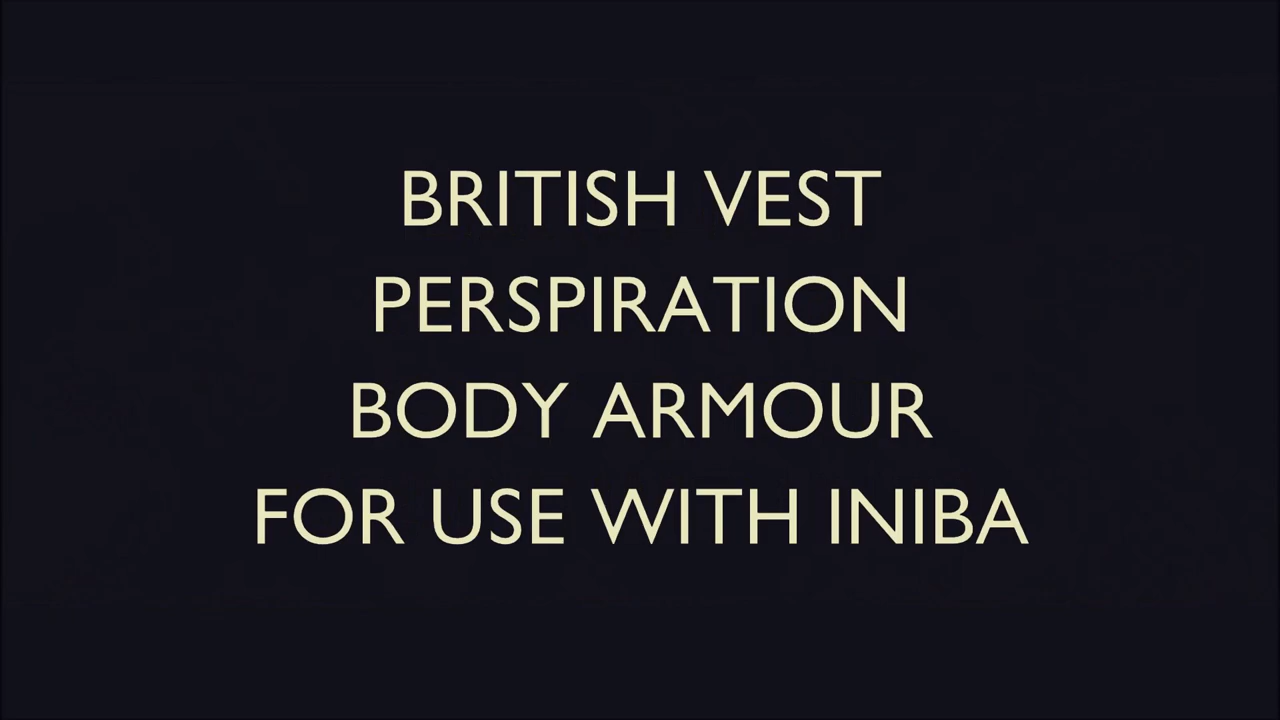 BRITISH VEST
PERSPIRATION
BODY ARMOUR
FOR USE WITH INIBA